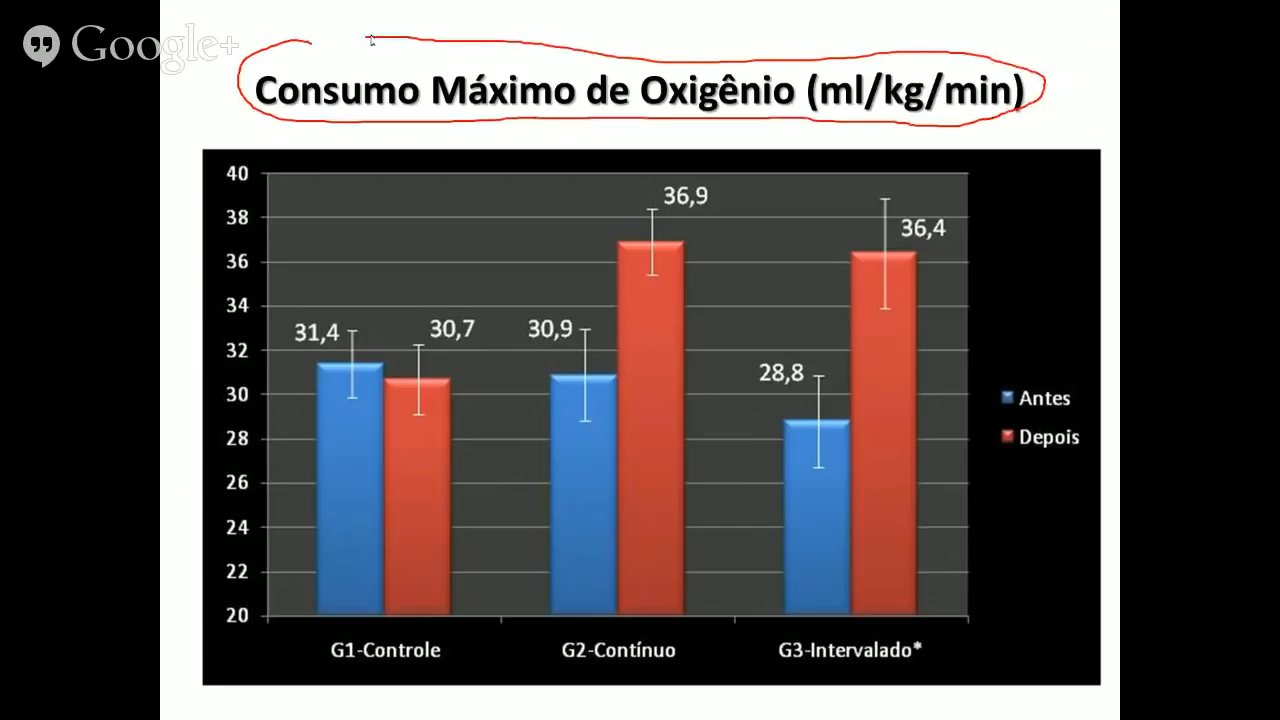 Google+
Consumo Máximo de Oxigênio (ml/kg/min)
40
38
36
34
32
30
28
26
24
22
20
31,4
30,7
30,9
36,9
28,8
36,4
Antes
Depois
G1-Controle
G2-Contínuo
G3-Intervalado*